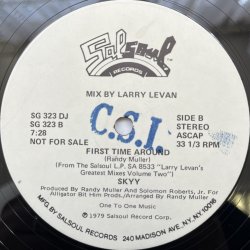 Salsoul
RECORDS
MIX BY LARRY LEVAN
SG 323 DJ
SG 323 B
7:28
NOT FOR SALE
C.S.I.
SIDE B
STEREO
ASCAP
33 1/3 RPM
FIRST TIME AROUND
(Randy Muller)
(From The Salsoul L.P. SA 8533 "Larry Levan's
Greatest Mixes Volume Two")
SKYY
Produced By Randy Muller and Solomon Roberts, Jr. For
Alligator Bit Him Prods./Arranged By Randy Muller
One To One Music
℗ 1979 Salsoul Record Corp.
MFG. BY SALSOUL RECORDS 240 MADISON AVE., N.Y., N.Y. 10016